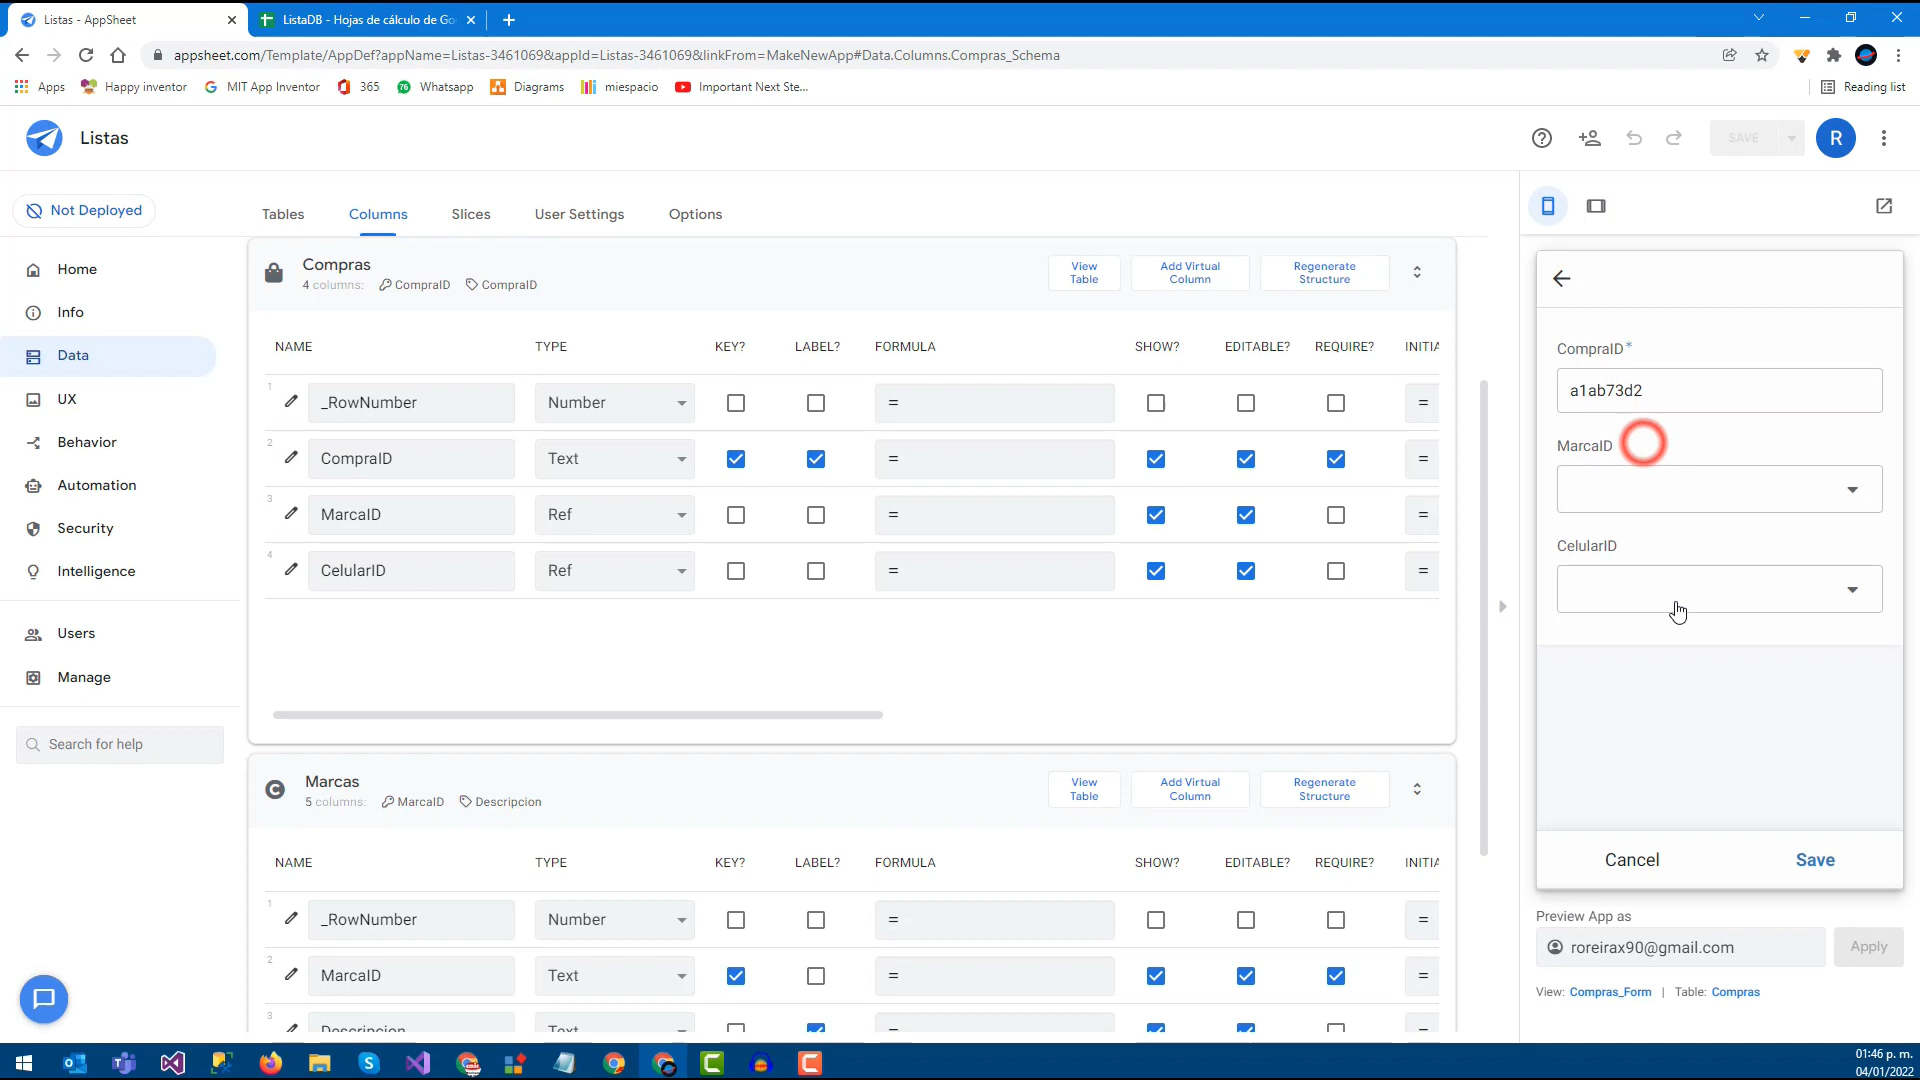 Listas - AppSheet
ListaDB - Hojas de cálculo de Go
appsheet.com/Template/AppDef?appName=Listas-3461069&appId=Listas-3461069&linkFrom=MakeNewApp#Data.Columns.Compras_Schema
Apps
Happy inventor
MIT App Inventor
365
Whatsapp
Diagrams
miespacio
Important Next Ste...
Reading list
Listas
SAVE
R
Not Deployed
Tables
Columns
Slices
User Settings
Options
Home
Info
Data
UX
Behavior
Automation
Security
Intelligence
Users
Manage
Search for help
Compras
4 columns: CompraID CompraID
View Table
Add Virtual Column
Regenerate Structure
NAME TYPE KEY? LABEL? FORMULA SHOW? EDITABLE? REQUIRE? INITIA
1 _RowNumber Number = =
2 CompraID Text = =
3 MarcaID Ref = =
4 CelularID Ref = =
Marcas
5 columns: MarcaID Descripcion
View Table
Add Virtual Column
Regenerate Structure
NAME TYPE KEY? LABEL? FORMULA SHOW? EDITABLE? REQUIRE? INITIA
1 _RowNumber Number = =
2 MarcaID Text = =
3 Descripcion Text = =
CompraID*
a1ab73d2
MarcaID
CelularID
Cancel Save
Preview App as
roreirax90@gmail.com
Apply
View: Compras_Form | Table: Compras
01:46 p. m.
04/01/2022